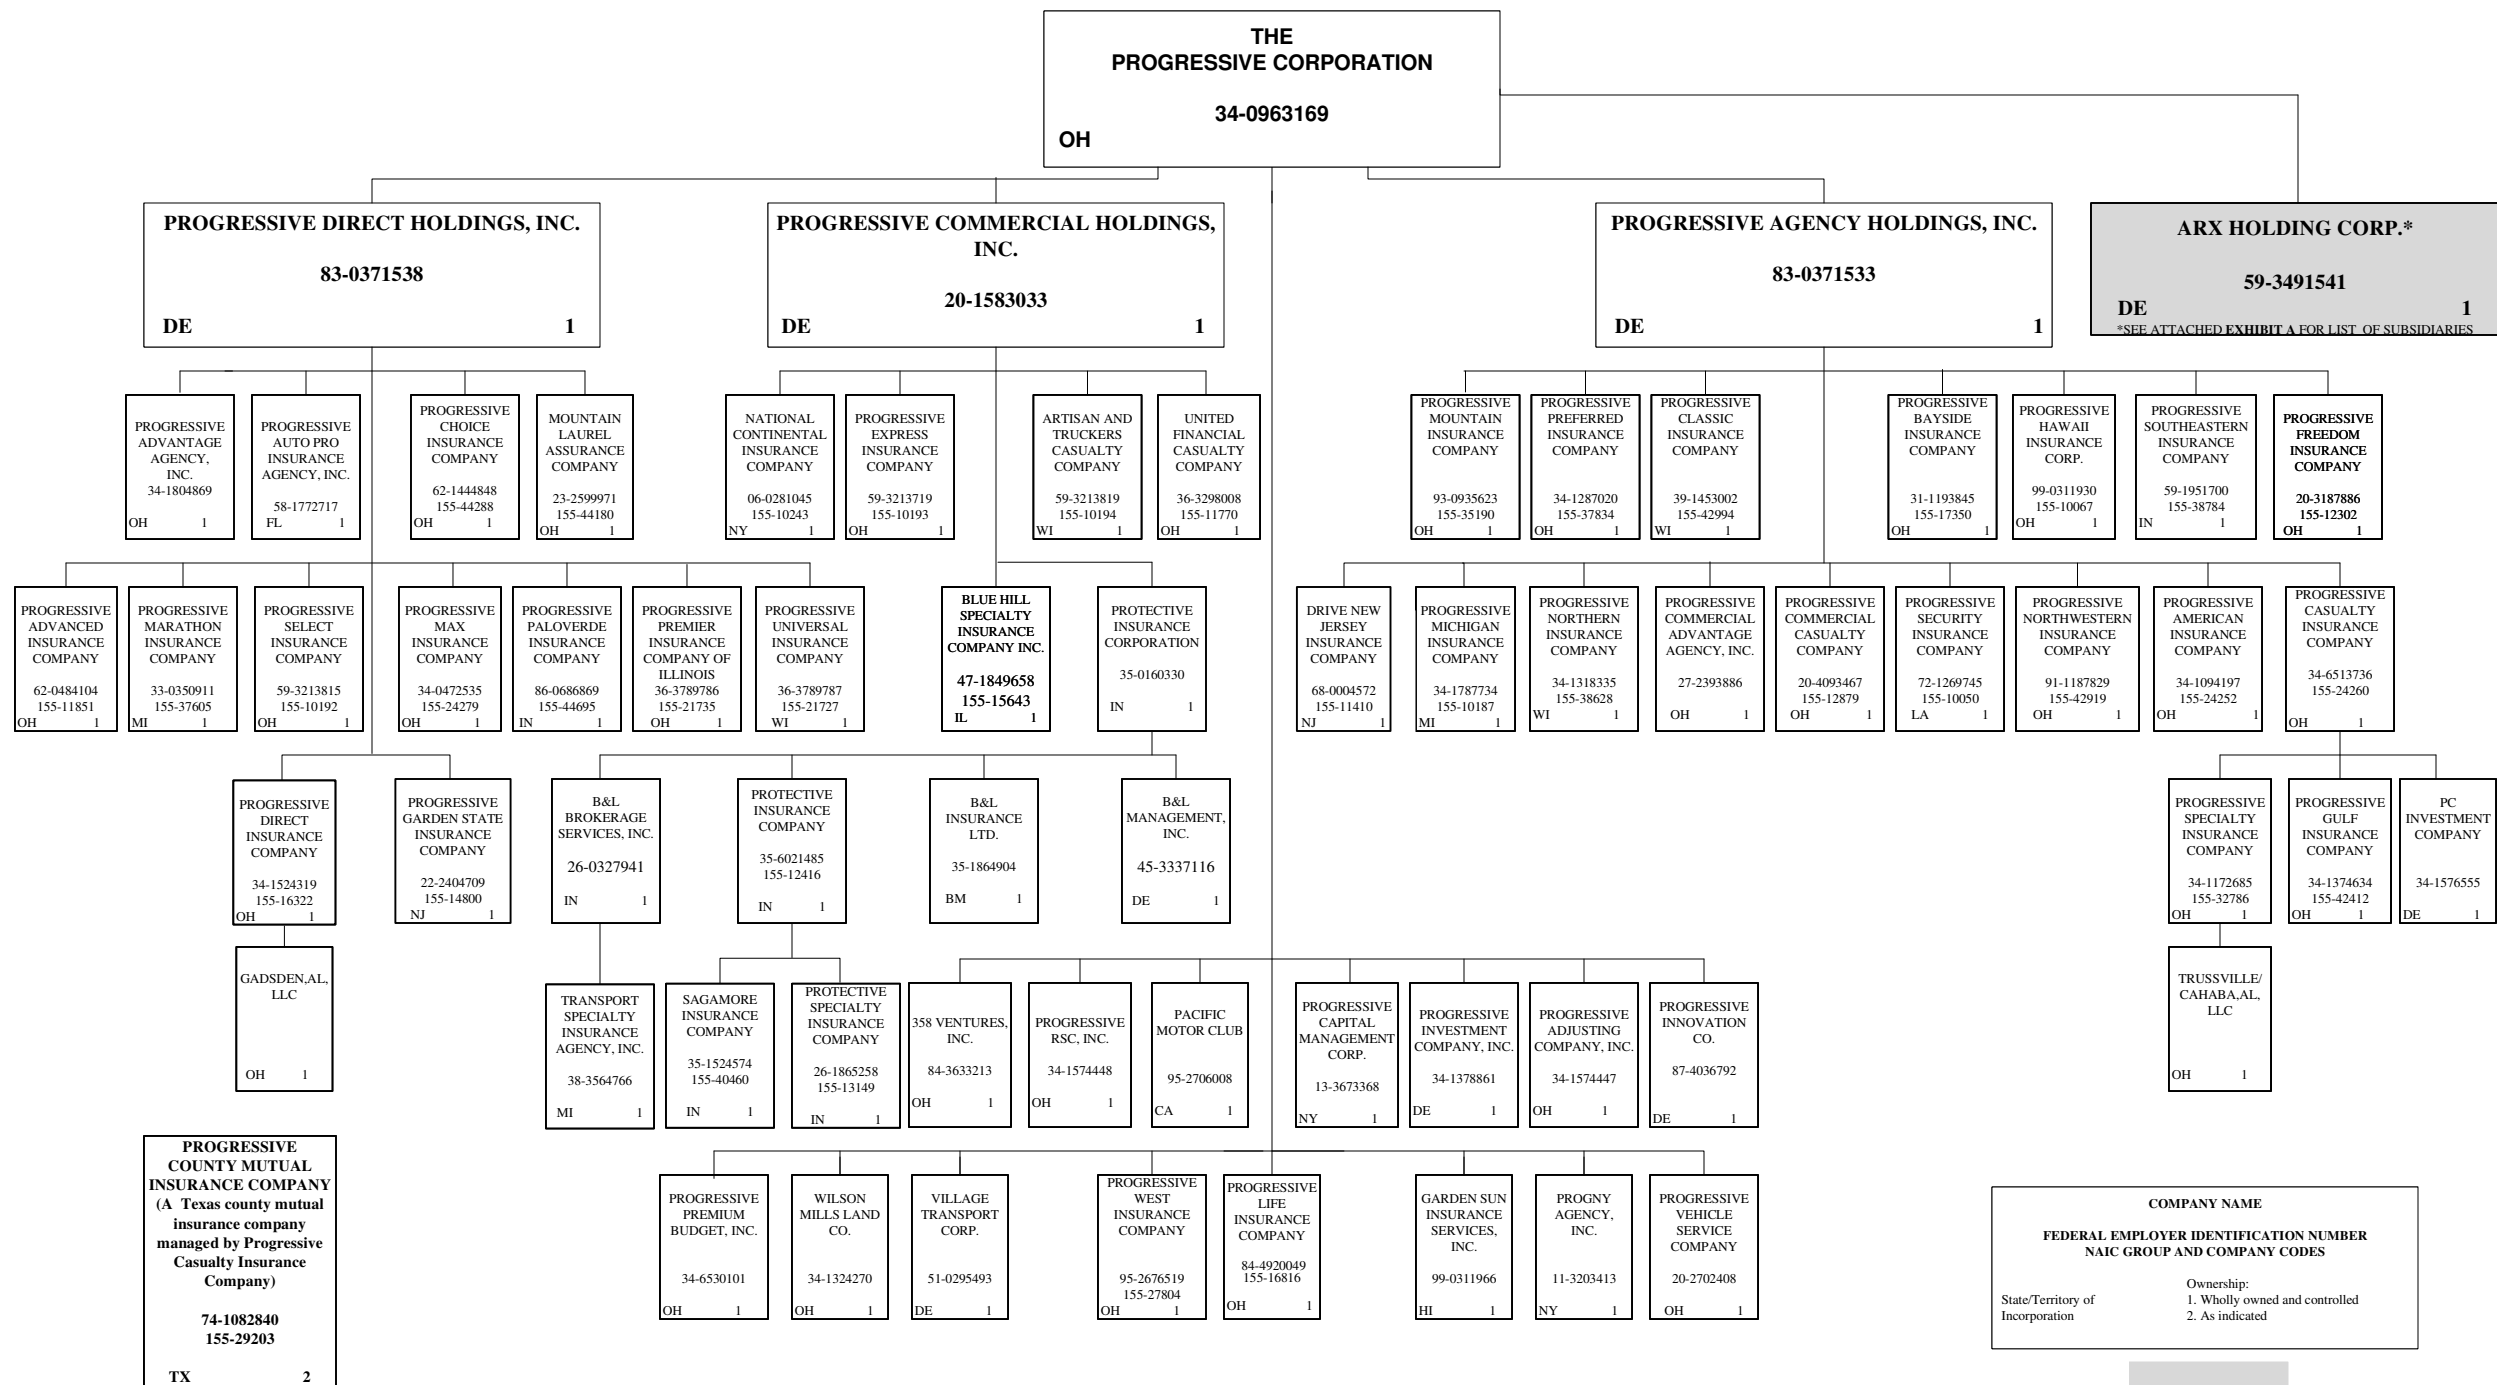 THE
PROGRESSIVE CORPORATION
34-0963169
OH
PROGRESSIVE DIRECT HOLDINGS, INC.
83-0371538
DE 1
PROGRESSIVE COMMERCIAL HOLDINGS,
INC.
20-1583033
DE 1
PROGRESSIVE AGENCY HOLDINGS, INC.
83-0371533
DE 1
ARX HOLDING CORP.*
59-3491541
DE 1
*SEE ATTACHED EXHIBIT A FOR LIST OF SUBSIDIARIES
PROGRESSIVE
ADVANTAGE
AGENCY,
INC.
34-1804869
OH 1
PROGRESSIVE
AUTO PRO
INSURANCE
AGENCY, INC.
58-1772717
FL 1
PROGRESSIVE
CHOICE
INSURANCE
COMPANY
62-1444848
155-44288
OH 1
MOUNTAIN
LAUREL
ASSURANCE
COMPANY
23-2599971
155-44180
OH 1
NATIONAL
CONTINENTAL
INSURANCE
COMPANY
06-0281045
155-10243
NY 1
PROGRESSIVE
EXPRESS
INSURANCE
COMPANY
59-3213719
155-10193
OH 1
ARTISAN AND
TRUCKERS
CASUALTY
COMPANY
59-3213819
155-10194
WI 1
UNITED
FINANCIAL
CASUALTY
COMPANY
36-3298008
155-11770
OH 1
PROGRESSIVE
MOUNTAIN
INSURANCE
COMPANY
93-0935623
155-35190
OH 1
PROGRESSIVE
PREFERRED
INSURANCE
COMPANY
34-1287020
155-37834
OH 1
PROGRESSIVE
CLASSIC
INSURANCE
COMPANY
39-1453002
155-42994
WI 1
PROGRESSIVE
BAYSIDE
INSURANCE
COMPANY
31-1193845
155-17350
OH 1
PROGRESSIVE
HAWAII
INSURANCE
CORP.
99-0311930
155-10067
OH 1
PROGRESSIVE
SOUTHEASTERN
INSURANCE
COMPANY
59-1951700
155-38784
IN 1
PROGRESSIVE
FREEDOM
INSURANCE
COMPANY
20-3187886
155-12302
OH 1
PROGRESSIVE
ADVANCED
INSURANCE
COMPANY
62-0484104
155-11851
OH 1
PROGRESSIVE
MARATHON
INSURANCE
COMPANY
33-0350911
155-37605
MI 1
PROGRESSIVE
SELECT
INSURANCE
COMPANY
59-3213815
155-10192
OH 1
PROGRESSIVE
MAX
INSURANCE
COMPANY
34-0472535
155-24279
OH 1
PROGRESSIVE
PALOVERDE
INSURANCE
COMPANY
86-0686869
155-44695
IN 1
PROGRESSIVE
PREMIER
INSURANCE
COMPANY OF
ILLINOIS
36-3789786
155-21735
OH 1
PROGRESSIVE
UNIVERSAL
INSURANCE
COMPANY
36-3789787
155-21727
WI 1
BLUE HILL
SPECIALTY
INSURANCE
COMPANY INC.
47-1849658
155-15643
IL 1
PROTECTIVE
INSURANCE
CORPORATION
35-0160330
IN 1
DRIVE NEW
JERSEY
INSURANCE
COMPANY
68-0004572
155-11410
NJ 1
PROGRESSIVE
MICHIGAN
INSURANCE
COMPANY
34-1787734
155-10187
MI 1
PROGRESSIVE
NORTHERN
INSURANCE
COMPANY
34-1318335
155-38628
WI 1
PROGRESSIVE
COMMERCIAL
ADVANTAGE
AGENCY, INC.
27-2393886
OH 1
PROGRESSIVE
COMMERCIAL
CASUALTY
COMPANY
20-4093467
155-12879
OH 1
PROGRESSIVE
SECURITY
INSURANCE
COMPANY
72-1269745
155-10050
LA 1
PROGRESSIVE
NORTHWESTERN
INSURANCE
COMPANY
91-1187829
155-42919
OH 1
PROGRESSIVE
AMERICAN
INSURANCE
COMPANY
34-1094197
155-24252
OH 1
PROGRESSIVE
CASUALTY
INSURANCE
COMPANY
34-6513736
155-24260
OH 1
PROGRESSIVE
DIRECT
INSURANCE
COMPANY
34-1524319
155-16322
OH 1
PROGRESSIVE
GARDEN STATE
INSURANCE
COMPANY
22-2404709
155-14800
NJ 1
B&L
BROKERAGE
SERVICES, INC.
26-0327941
IN 1
PROTECTIVE
INSURANCE
COMPANY
35-6021485
155-12416
IN 1
B&L
INSURANCE
LTD.
35-1864904
BM 1
B&L
MANAGEMENT,
INC.
45-3337116
DE 1
PROGRESSIVE
SPECIALTY
INSURANCE
COMPANY
34-1172685
155-32786
OH 1
PROGRESSIVE
GULF
INSURANCE
COMPANY
34-1374634
155-42412
OH 1
PC
INVESTMENT
COMPANY
34-1576555
DE 1
GADSDEN,AL,
LLC
OH 1
TRANSPORT
SPECIALTY
INSURANCE
AGENCY, INC.
38-3564766
MI 1
SAGAMORE
INSURANCE
COMPANY
35-1524574
155-40460
IN 1
PROTECTIVE
SPECIALTY
INSURANCE
COMPANY
26-1865258
155-13149
IN 1
358 VENTURES,
INC.
84-3633213
OH 1
PROGRESSIVE
RSC, INC.
34-1574448
OH 1
PACIFIC
MOTOR CLUB
95-2706008
CA 1
PROGRESSIVE
CAPITAL
MANAGEMENT
CORP.
13-3673368
NY 1
PROGRESSIVE
INVESTMENT
COMPANY, INC.
34-1378861
DE 1
PROGRESSIVE
ADJUSTING
COMPANY, INC.
34-1574447
OH 1
PROGRESSIVE
INNOVATION
CO.
87-4036792
DE 1
TRUSSVILLE/
CAHABA,AL,
LLC
OH 1
PROGRESSIVE
COUNTY MUTUAL
INSURANCE COMPANY
(A Texas county mutual
insurance company
managed by Progressive
Casualty Insurance
Company)
74-1082840
155-29203
TX 2
PROGRESSIVE
PREMIUM
BUDGET, INC.
34-6530101
OH 1
WILSON
MILLS LAND
CO.
34-1324270
OH 1
VILLAGE
TRANSPORT
CORP.
51-0295493
DE 1
PROGRESSIVE
WEST
INSURANCE
COMPANY
95-2676519
155-27804
OH 1
PROGRESSIVE
LIFE
INSURANCE
COMPANY
84-4920049
155-16816
OH 1
GARDEN SUN
INSURANCE
SERVICES,
INC.
99-0311966
HI 1
PROGNY
AGENCY,
INC.
11-3203413
NY 1
PROGRESSIVE
VEHICLE
SERVICE
COMPANY
20-2702408
OH 1
COMPANY NAME
FEDERAL EMPLOYER IDENTIFICATION NUMBER
NAIC GROUP AND COMPANY CODES
Ownership:
State/Territory of 1. Wholly owned and controlled
Incorporation 2. As indicated